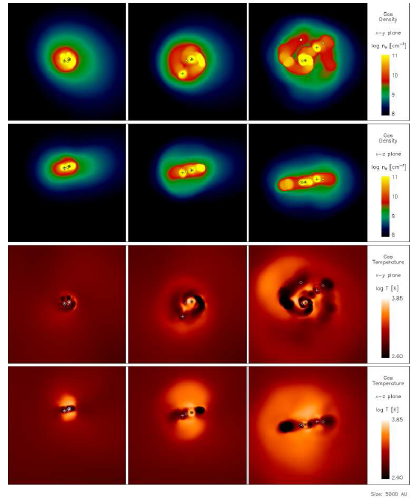 Gas
Density
x-y plane
log nH [cm-3]
11
10
9
8
Gas
Density
x-z plane
log nH [cm-3]
11
10
9
8
Gas
Temperature
x-y plane
log T [K]
3.85
2.60
Gas
Temperature
x-z plane
log T [K]
3.85
2.60
Size: 5000 AU